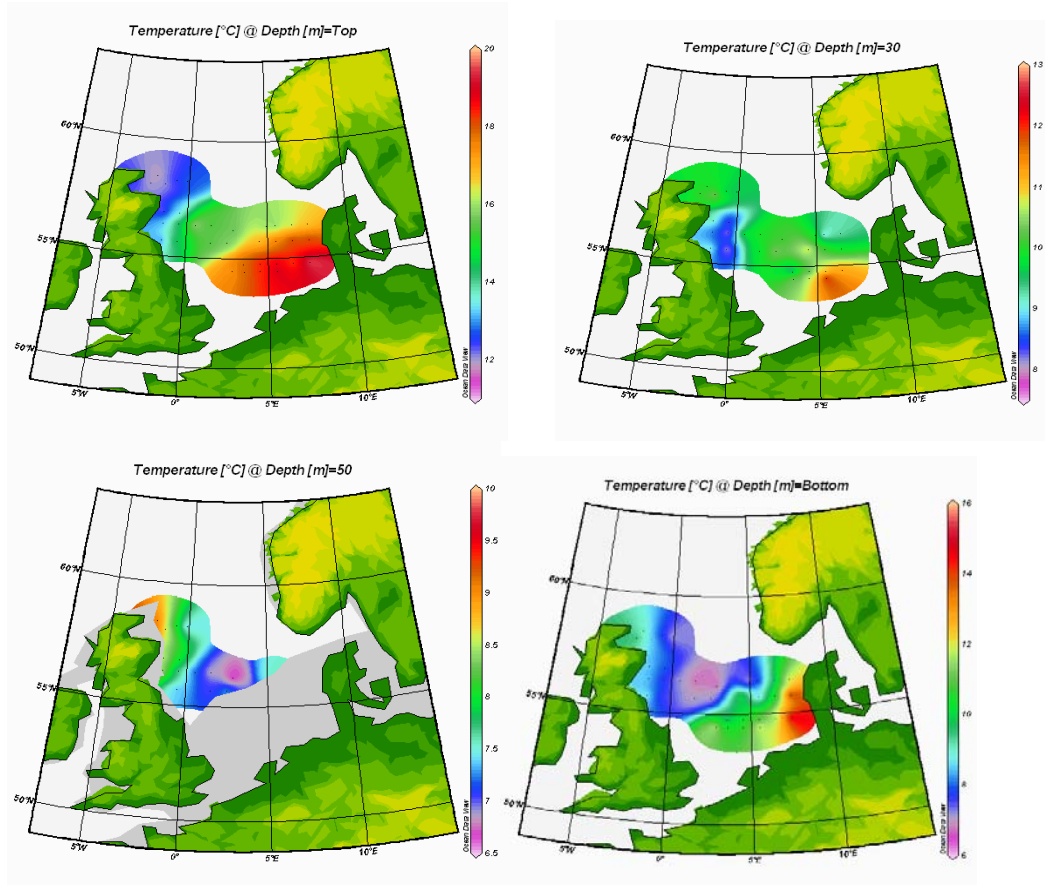 Temperature [°C] @ Depth [m]=Top
20
18
16
14
12
60°N
55°N
50°N
5°W
0°
5°E
10°E
Ocean Data View
Temperature [°C] @ Depth [m]=30
13
12
11
10
9
8
60°N
55°N
50°N
5°W
0°
5°E
10°E
Ocean Data View
Temperature [°C] @ Depth [m]=50
10
9.5
9
8.5
8
7.5
7
6.5
60°N
55°N
50°N
5°W
0°
5°E
10°E
Ocean Data View
Temperature [°C] @ Depth [m]=Bottom
16
14
12
10
8
6
60°N
55°N
50°N
5°W
0°
5°E
10°E
Ocean Data View